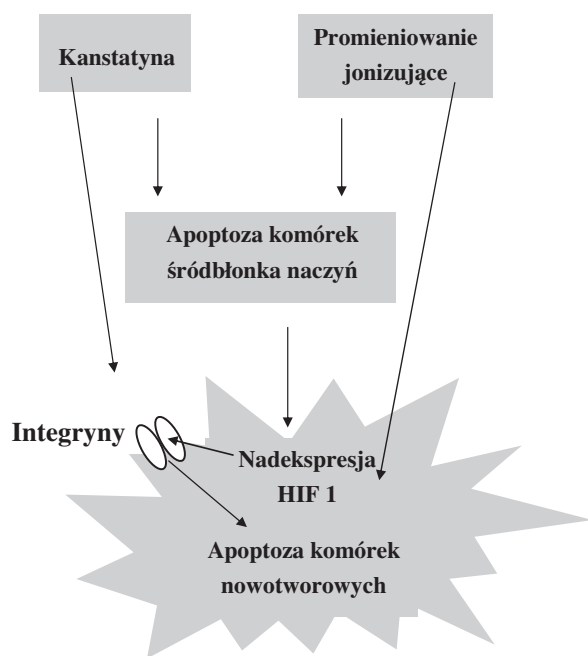 Kanstatyna
Promieniowanie
jonizujące
Apoptoza komórek
śródbłonka naczyń
Integryny
Nadekspresja
HIF 1
Apoptoza komórek
nowotworowych